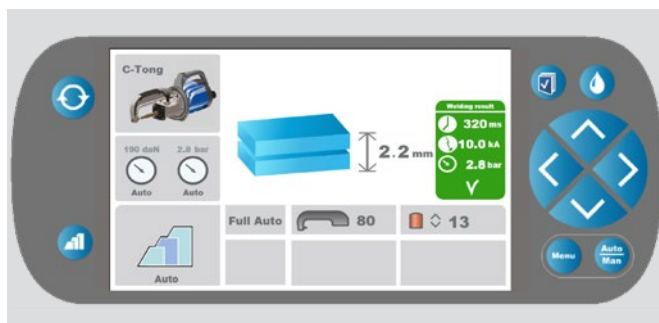 C-Tong
190 daN 2.8 bar
Auto Auto
2.2 mm
Welding result
320 ms
10.0 kA
2.8 bar
Full Auto 80 13
Auto
Menu
Auto
Man